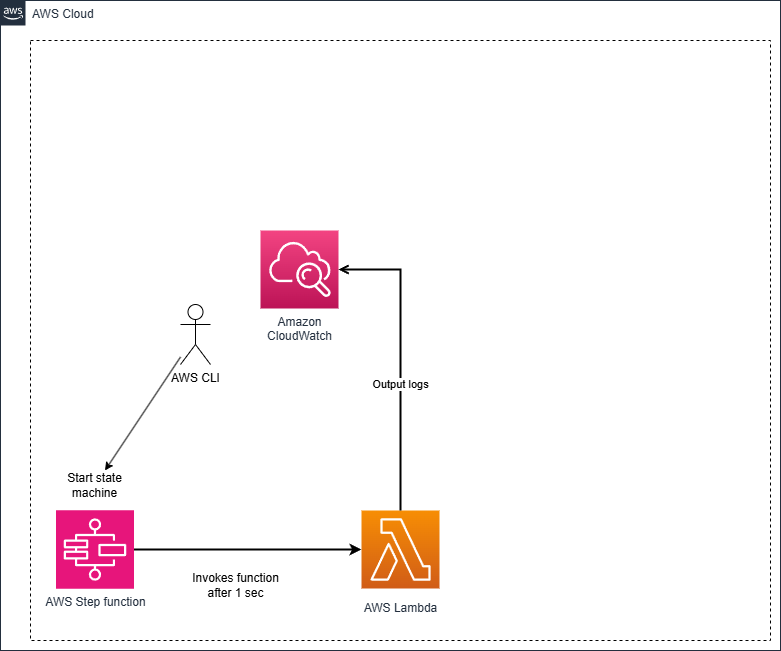 aws
AWS Cloud
Amazon
CloudWatch
AWS CLI
Output logs
Start state
machine
Invokes function
after 1 sec
AWS Step function
AWS Lambda